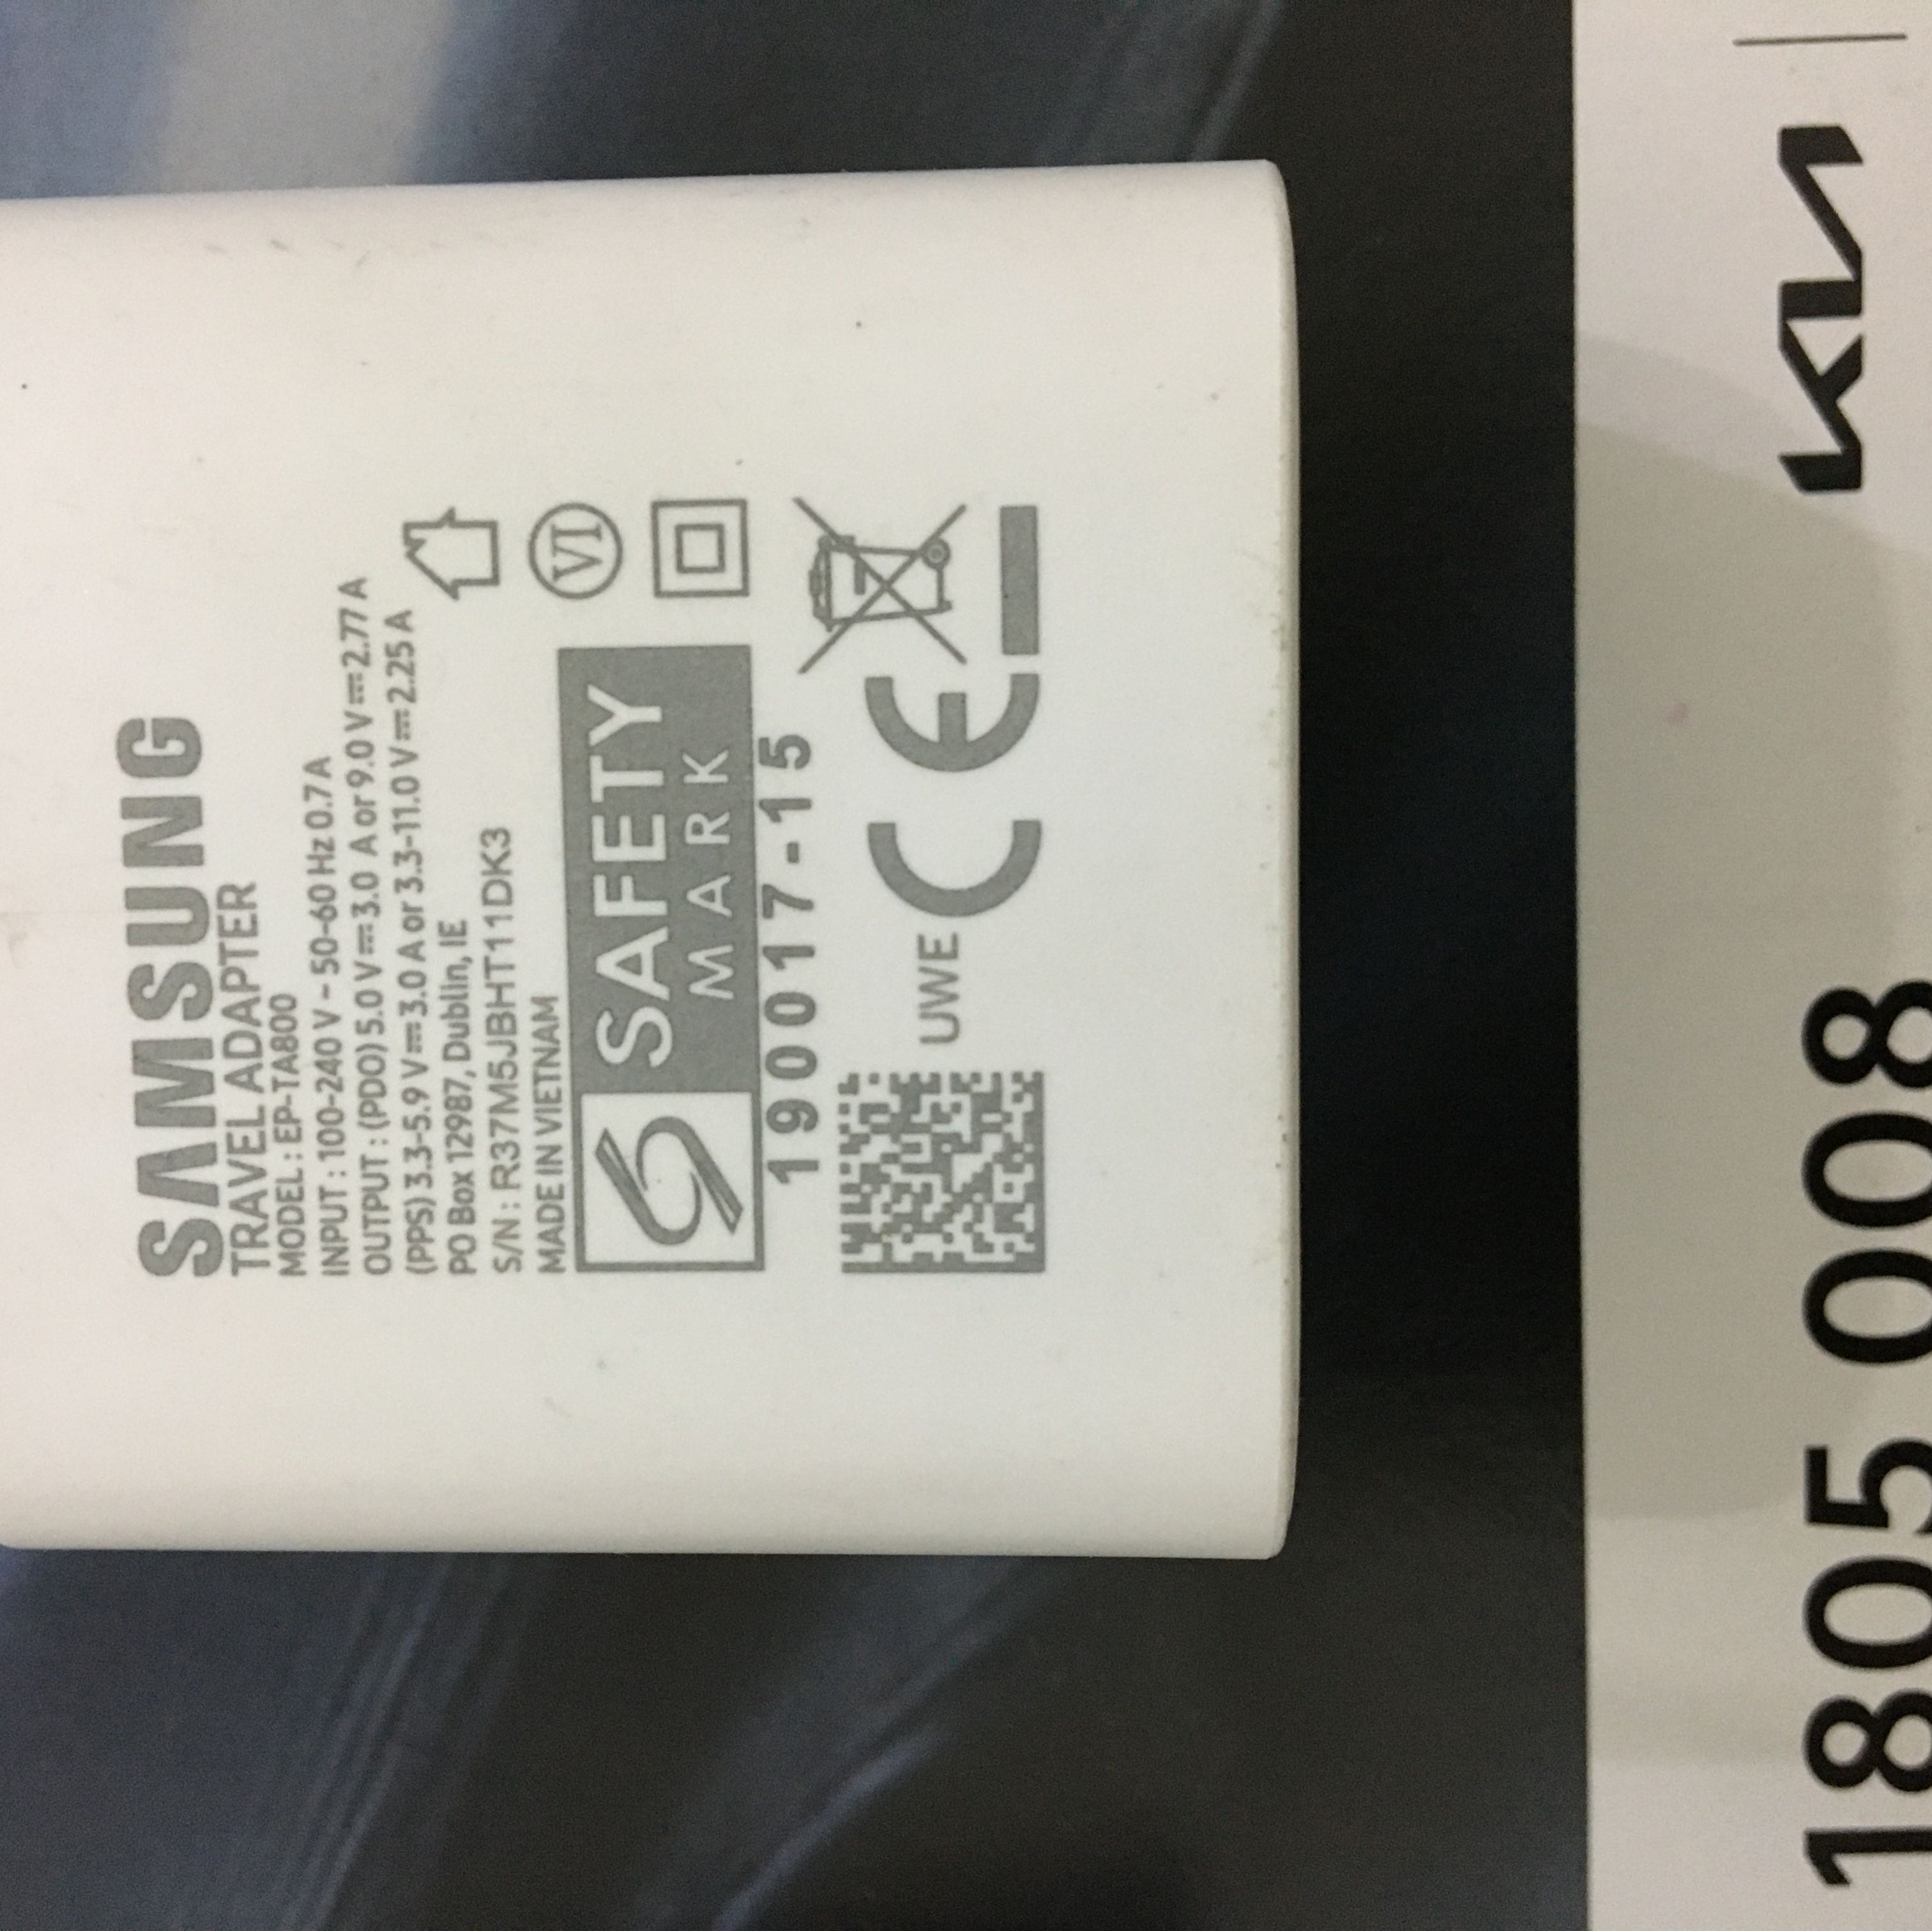 SAMSUNG
TRAVEL ADAPTER
MODEL : EP-TA800
INPUT : 100-240 V ~ 50-60 Hz 0.7 A
OUTPUT : (PDO) 5.0 V⎓3.0 A or 9.0 V⎓2.77 A
(PPS) 3.3-5.9 V⎓3.0 A or 3.3-11.0 V⎓2.25 A
PO Box 12987, Dublin, IE
S/N : R37M5JBHT11DK3
MADE IN VIETNAM
VI
SAFETY
MARK
190017-15
UWE
CE
KIA
1805 008